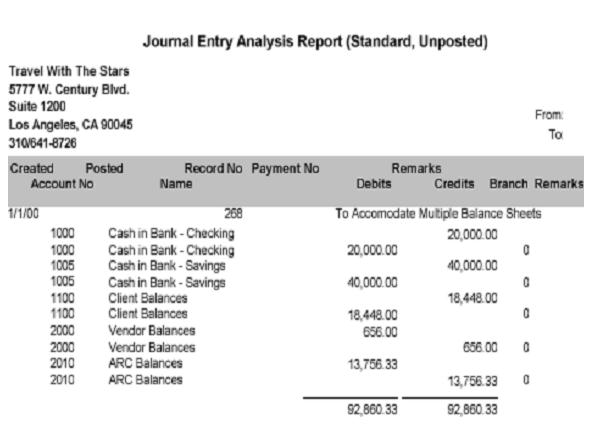 Journal Entry Analysis Report (Standard, Unposted)
Travel With The Stars
5777 W. Century Blvd.
Suite 1200
Los Angeles, CA 90045
310/641-8726
From:
To:
Created Posted Record No Payment No Remarks
Account No Name Debits Credits Branch Remarks
1/1/00 268 To Accomodate Multiple Balance Sheets
1000 Cash in Bank - Checking 20,000.00
1000 Cash in Bank - Checking 20,000.00 0
1005 Cash in Bank - Savings 40,000.00
1005 Cash in Bank - Savings 40,000.00 0
1100 Client Balances 18,448.00
1100 Client Balances 18,448.00 0
2000 Vendor Balances 656.00
2000 Vendor Balances 656.00 0
2010 ARC Balances 13,756.33
2010 ARC Balances 13,756.33 0
92,860.33 92,860.33